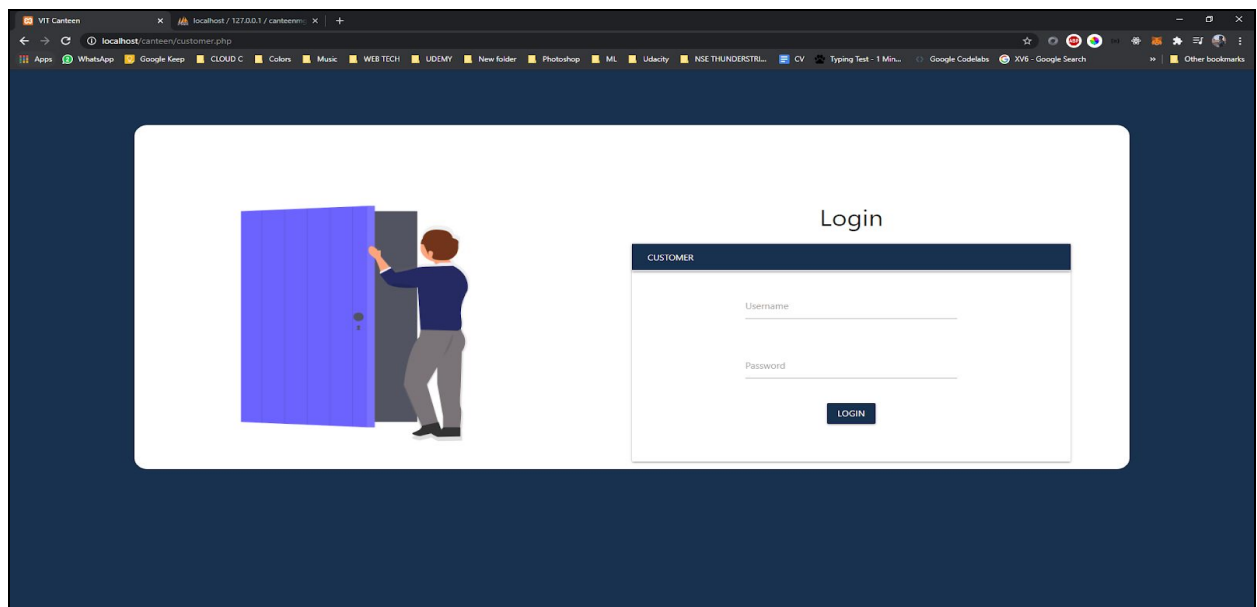 VIT Canteen
localhost / 127.0.0.1 / canteenm
localhost/canteen/customer.php
ABP
Apps WhatsApp Google Keep CLOUD C Colors Music WEB TECH UDEMY New folder Photoshop ML Udacity NSE THUNDERSTRI... CV Typing Test - 1 Min... Google Codelabs XV6 - Google Search » Other bookmarks
Login
CUSTOMER
Username
Password
LOGIN